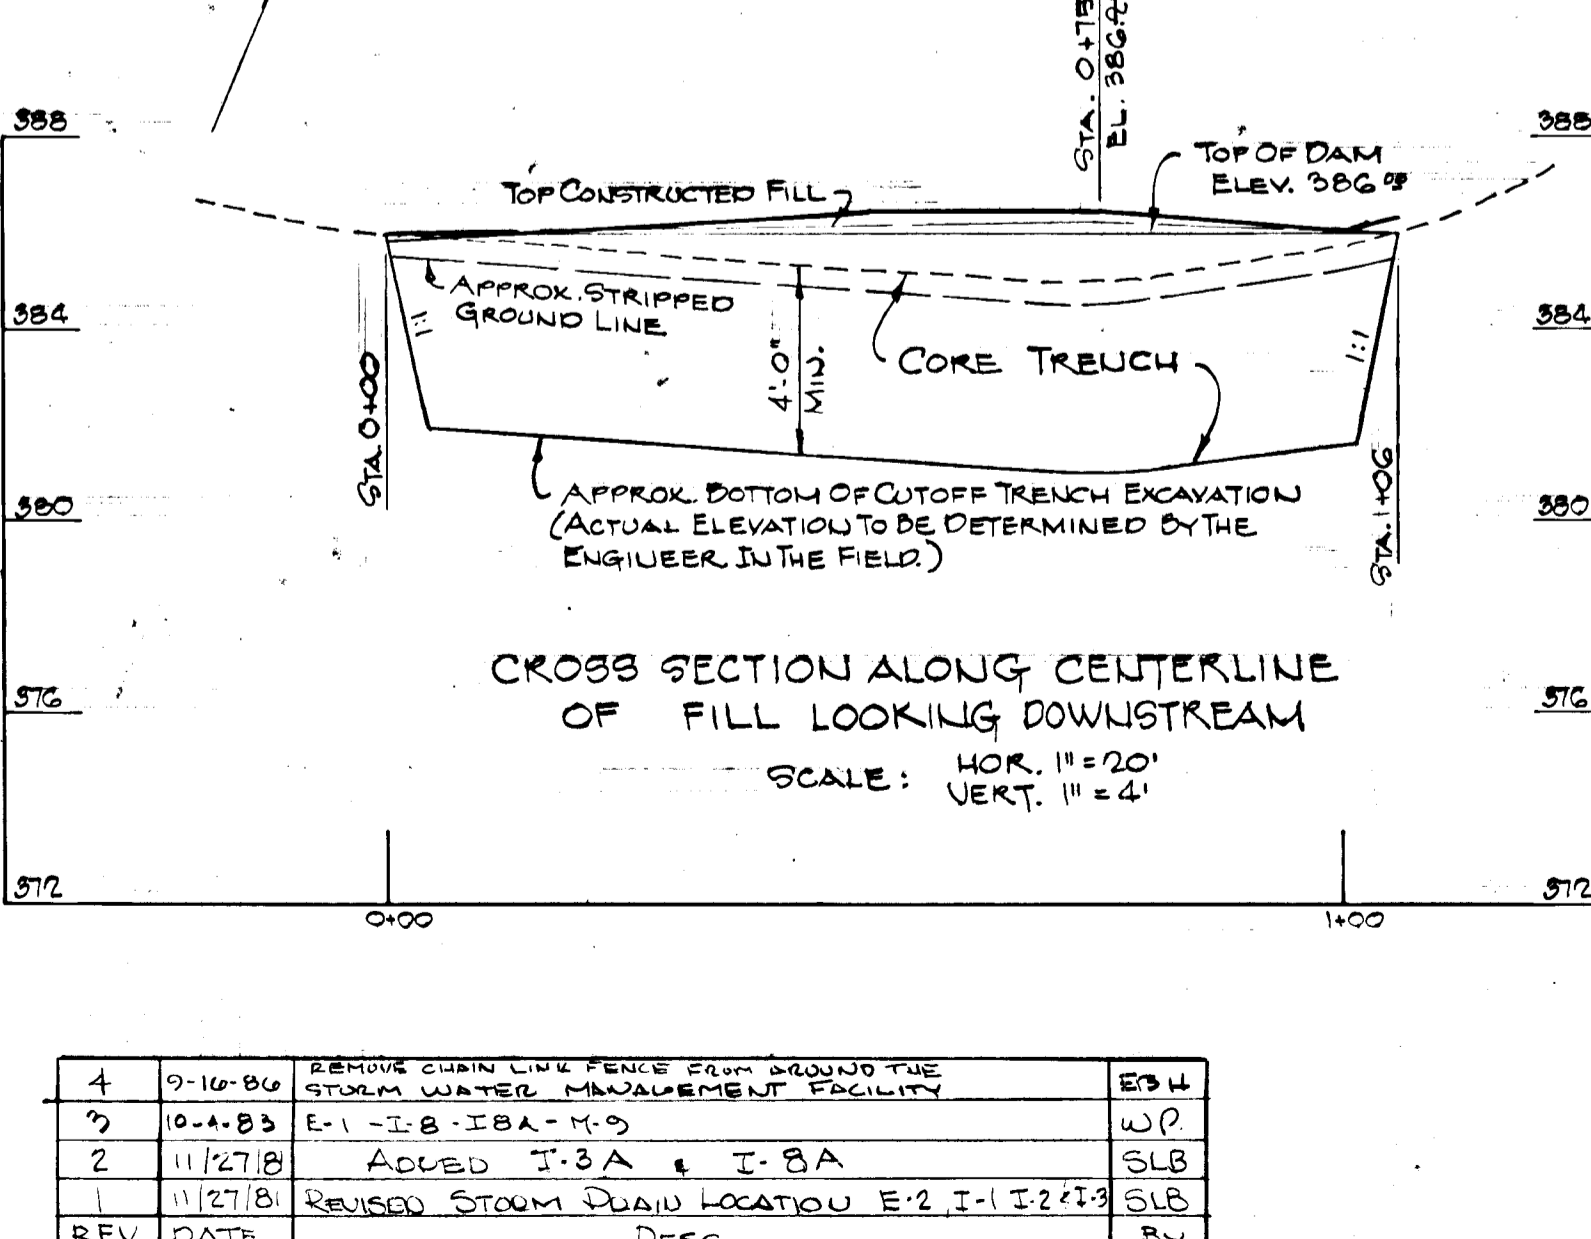 STA. 0+75
EL. 386.2
388
388
TOP OF DAM
ELEV. 386
TOP CONSTRUCTED FILL
APPROX. STRIPPED
GROUND LINE
384
384
1:1
1:1
4'-0"
MIN.
CORE TRENCH
STA. 0+00
STA. 1+06
APPROX. BOTTOM OF CUTOFF TRENCH EXCAVATION
(ACTUAL ELEVATION TO BE DETERMINED BY THE
ENGINEER IN THE FIELD.)
380
380
CROSS SECTION ALONG CENTERLINE
OF FILL LOOKING DOWNSTREAM
376
376
SCALE: HOR. 1" = 20'
VERT. 1" = 4'
372
372
0+00
1+00
4 9-16-86 REMOVE CHAIN LINK FENCE FROM AROUND THE
STORM WATER MANAGEMENT FACILITY EBH
3 10-4-83 E-1 - I-8 - I8A - M-9 WP.
2 11/27/81 ADDED I-3A & I-8A SLB
1 11/27/81 REVISED STORM DRAIN LOCATION E-2, I-1 I-2 & I-3 SLB
REV DATE DESC BY